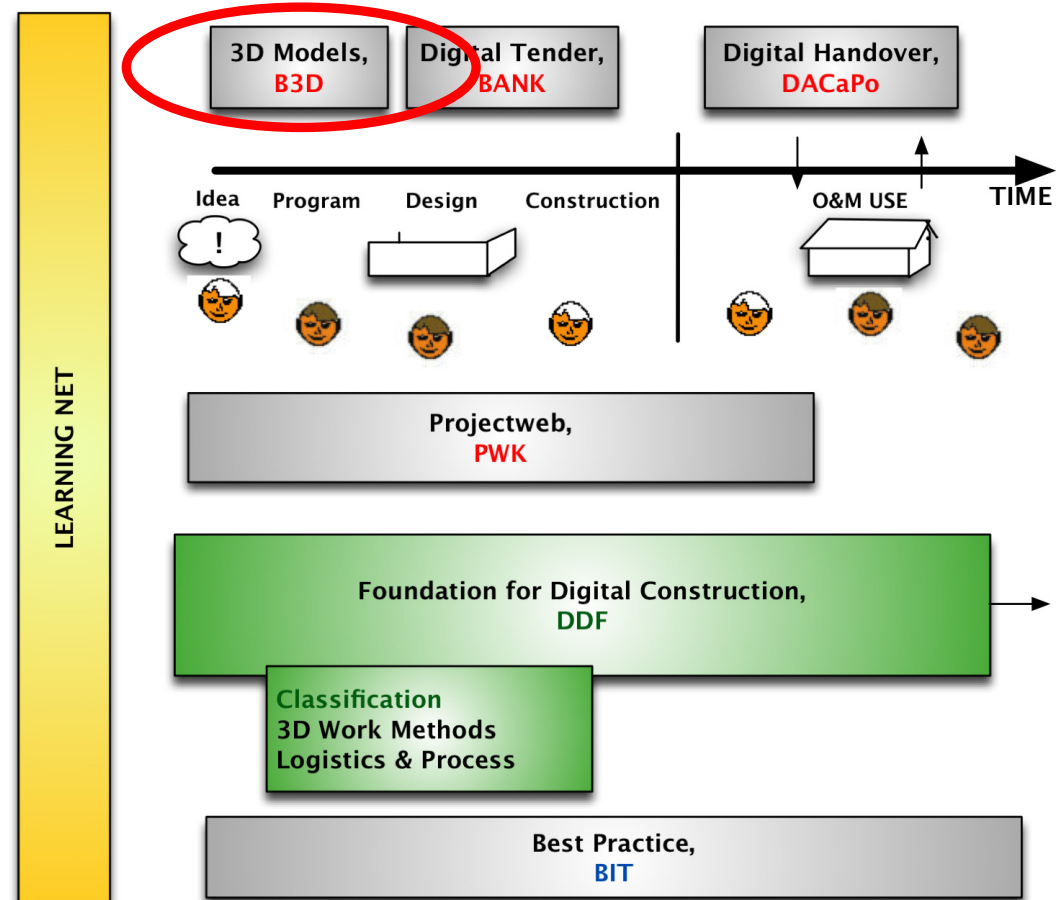 3D Models,
B3D
Digital Tender,
BANK
Digital Handover,
DACaPo
TIME
Idea
Program
Design
Construction
O&M USE
!
LEARNING NET
Projectweb,
PWK
Foundation for Digital Construction,
DDF
Classification
3D Work Methods
Logistics & Process
Best Practice,
BIT